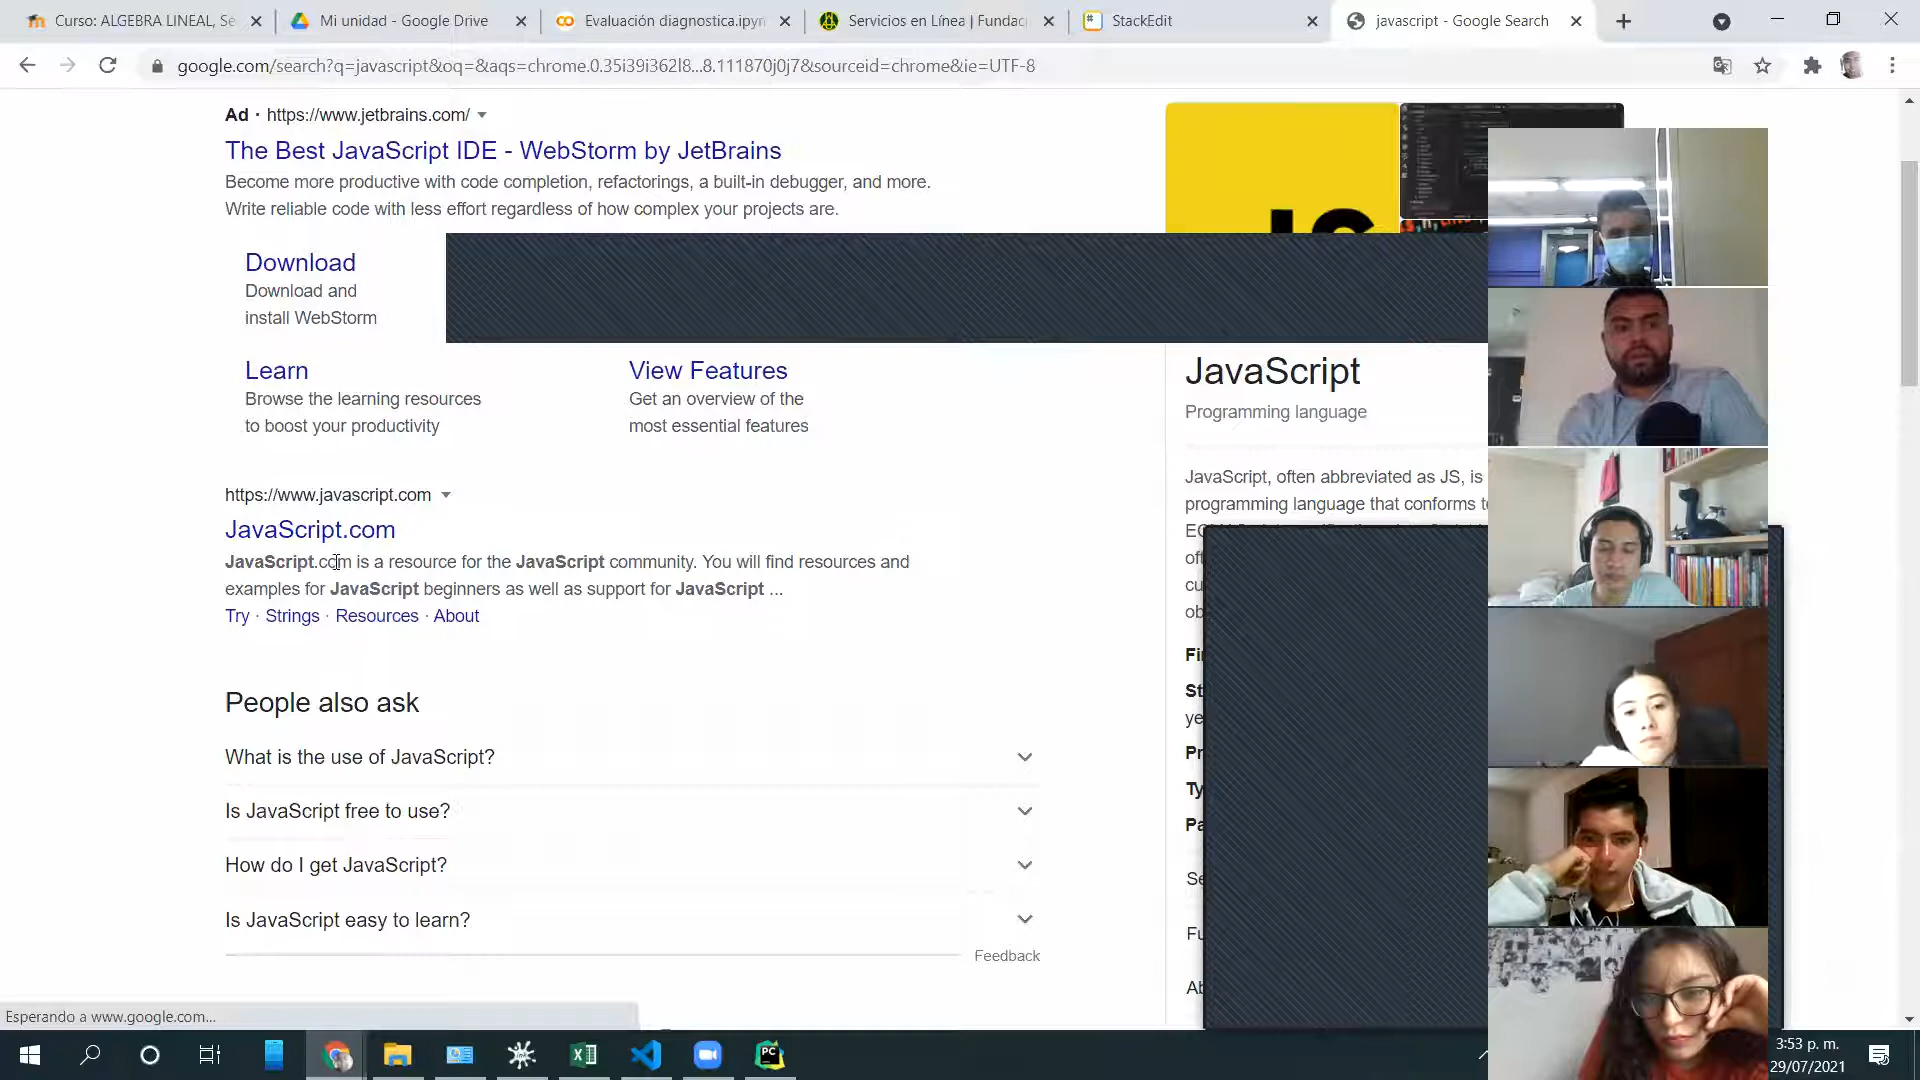 Curso: ALGEBRA LINEAL, Se
Mi unidad - Google Drive
Evaluación diagnostica.ipyn
Servicios en Línea | Fundac
StackEdit
javascript - Google Search
google.com/search?q=javascript&oq=&aqs=chrome.0.35i39i362l8...8.111870j0j7&sourceid=chrome&ie=UTF-8
Ad · https://www.jetbrains.com/
The Best JavaScript IDE - WebStorm by JetBrains
Become more productive with code completion, refactorings, a built-in debugger, and more.
Write reliable code with less effort regardless of how complex your projects are.
Download
Download and
install WebStorm
Learn
Browse the learning resources
to boost your productivity
View Features
Get an overview of the
most essential features
https://www.javascript.com
JavaScript.com
JavaScript.com is a resource for the JavaScript community. You will find resources and
examples for JavaScript beginners as well as support for JavaScript ...
Try · Strings · Resources · About
People also ask
What is the use of JavaScript?
Is JavaScript free to use?
How do I get JavaScript?
Is JavaScript easy to learn?
Feedback
JavaScript
Programming language
JavaScript, often abbreviated as JS, is
programming language that conforms
Esperando a www.google.com...
3:53 p. m.
29/07/2021